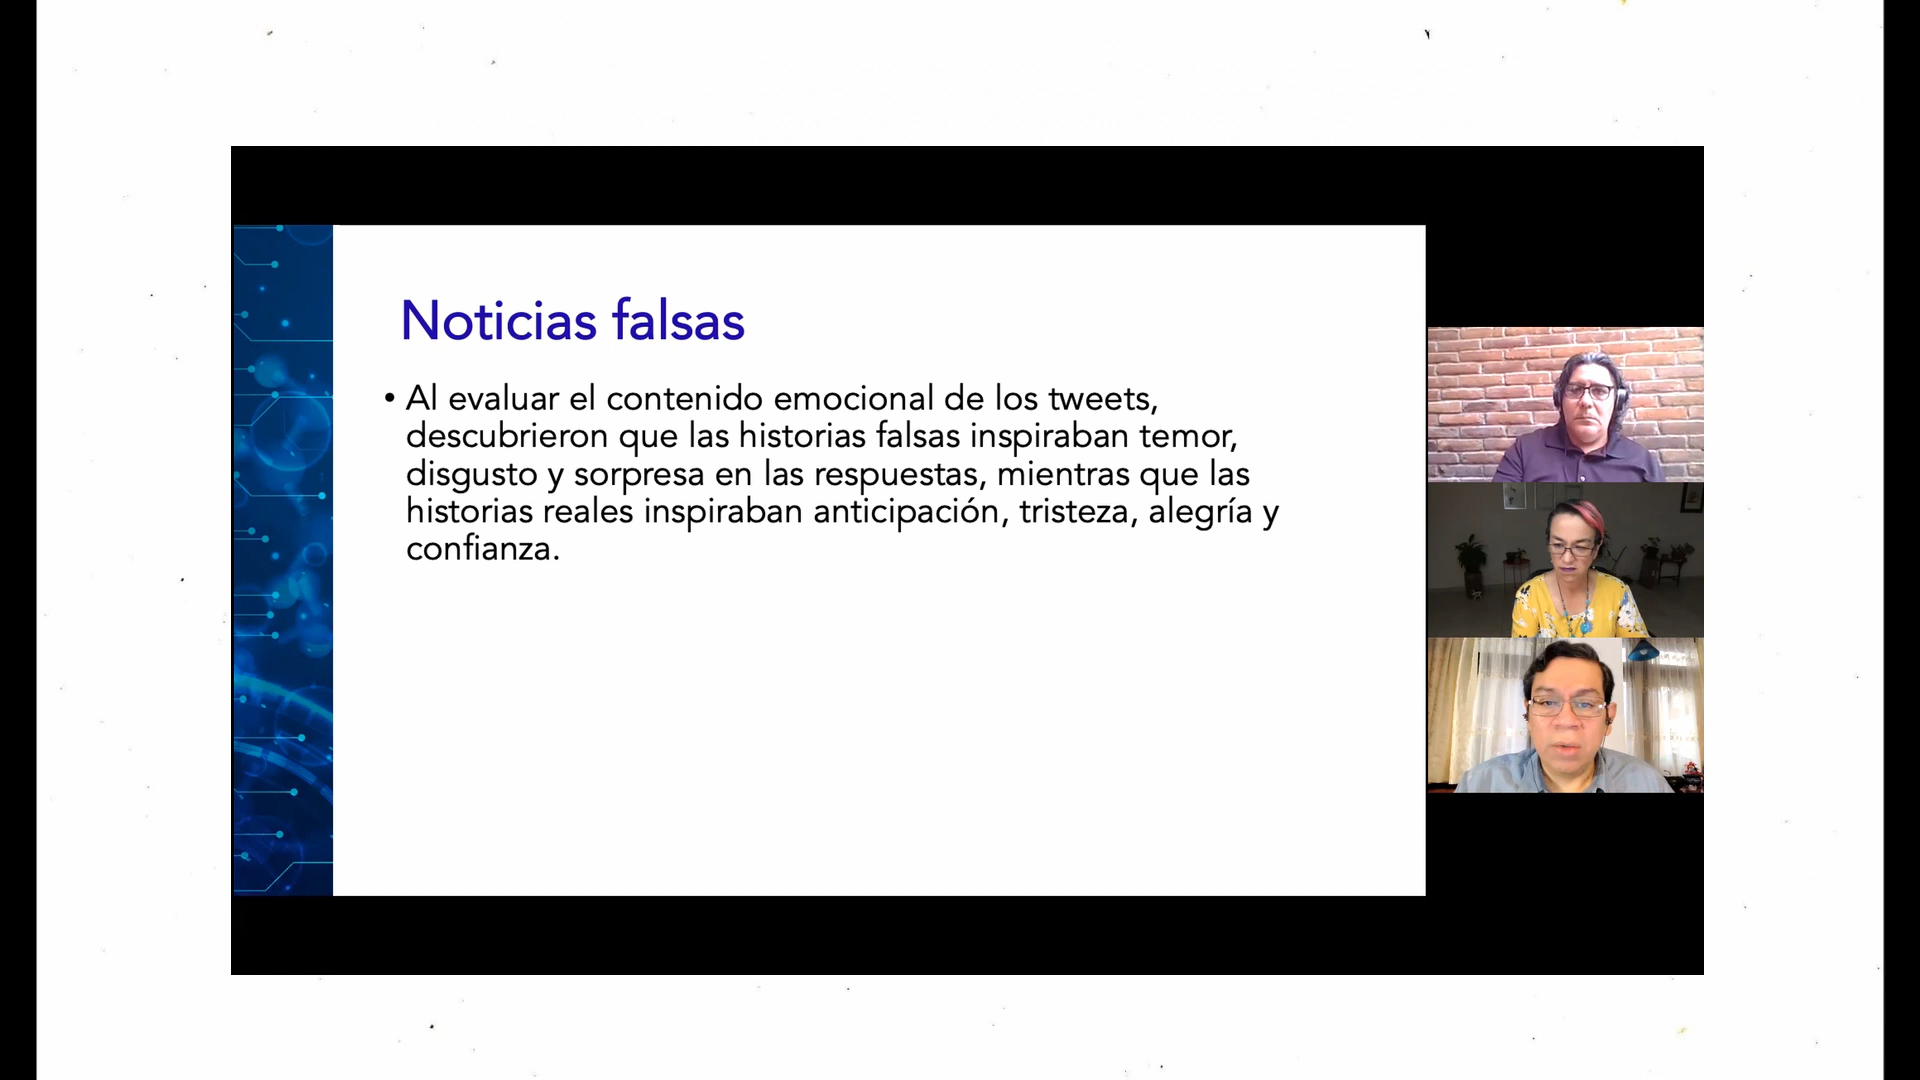 Noticias falsas
• Al evaluar el contenido emocional de los tweets,
descubrieron que las historias falsas inspiraban temor,
disgusto y sorpresa en las respuestas, mientras que las
historias reales inspiraban anticipación, tristeza, alegría y
confianza.